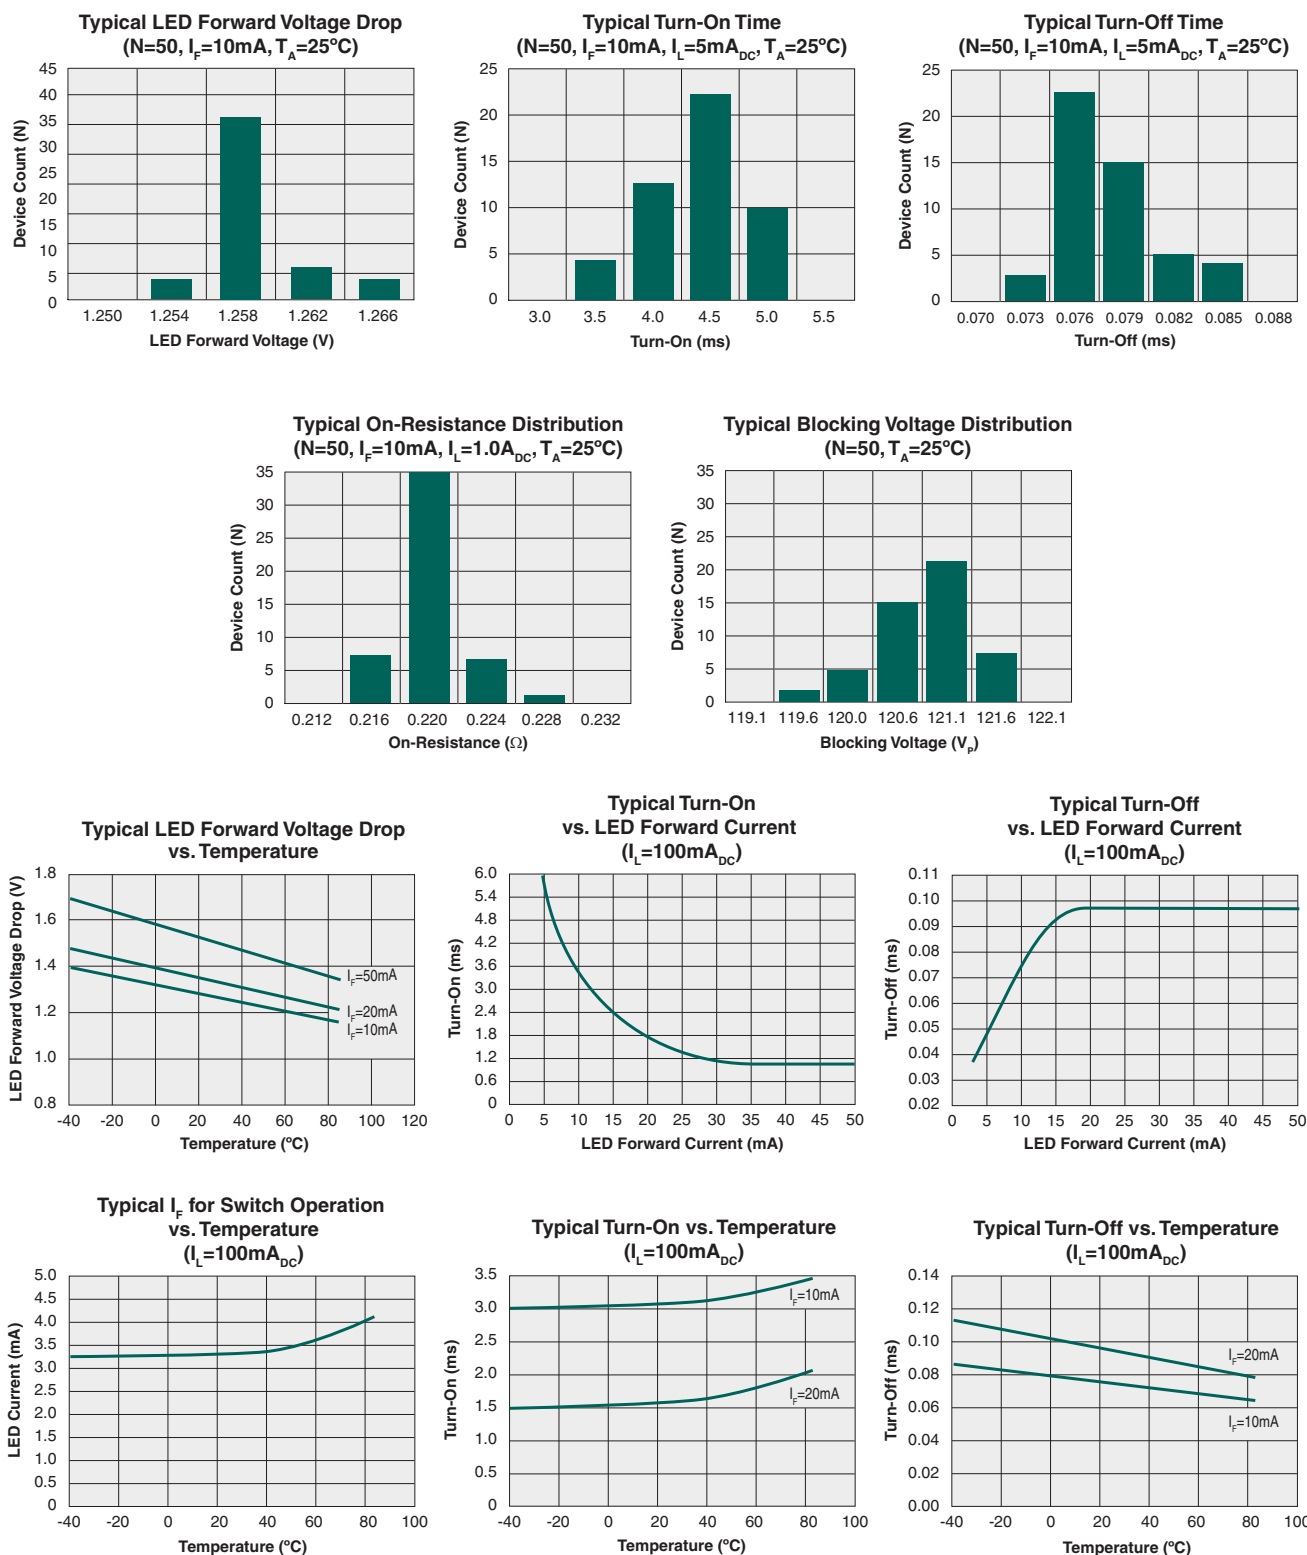 Typical LED Forward Voltage Drop
(N=50, IF=10mA, TA=25ºC)
Device Count (N)
45
40
35
30
25
20
15
10
5
0
1.250 1.254 1.258 1.262 1.266
LED Forward Voltage (V)
Typical Turn-On Time
(N=50, IF=10mA, IL=5mADC, TA=25ºC)
Device Count (N)
25
20
15
10
5
0
3.0 3.5 4.0 4.5 5.0 5.5
Turn-On (ms)
Typical Turn-Off Time
(N=50, IF=10mA, IL=5mADC, TA=25ºC)
Device Count (N)
25
20
15
10
5
0
0.070 0.073 0.076 0.079 0.082 0.085 0.088
Turn-Off (ms)
Typical On-Resistance Distribution
(N=50, IF=10mA, IL=1.0ADC, TA=25ºC)
Device Count (N)
35
30
25
20
15
10
5
0
0.212 0.216 0.220 0.224 0.228 0.232
On-Resistance (Ω)
Typical Blocking Voltage Distribution
(N=50, TA=25ºC)
Device Count (N)
35
30
25
20
15
10
5
0
119.1 119.6 120.0 120.6 121.1 121.6 122.1
Blocking Voltage (VP)
Typical LED Forward Voltage Drop
vs. Temperature
LED Forward Voltage Drop (V)
1.8
1.6
1.4
1.2
1.0
0.8
IF=50mA
IF=20mA
IF=10mA
-40 -20 0 20 40 60 80 100 120
Temperature (ºC)
Typical Turn-On
vs. LED Forward Current
(IL=100mADC)
Turn-On (ms)
6.0
5.4
4.8
4.2
3.6
3.0
2.4
1.8
1.2
0.6
0
0 5 10 15 20 25 30 35 40 45 50
LED Forward Current (mA)
Typical Turn-Off
vs. LED Forward Current
(IL=100mADC)
Turn-Off (ms)
0.11
0.10
0.09
0.08
0.07
0.06
0.05
0.04
0.03
0.02
0 5 10 15 20 25 30 35 40 45 50
LED Forward Current (mA)
Typical IF for Switch Operation
vs. Temperature
(IL=100mADC)
LED Current (mA)
5.0
4.5
4.0
3.5
3.0
2.5
2.0
1.5
1.0
0.5
0
-40 -20 0 20 40 60 80 100
Temperature (ºC)
Typical Turn-On vs. Temperature
(IL=100mADC)
Turn-On (ms)
3.5
3.0
2.5
2.0
1.5
1.0
0.5
0
IF=10mA
IF=20mA
-40 -20 0 20 40 60 80 100
Temperature (ºC)
Typical Turn-Off vs. Temperature
(IL=100mADC)
Turn-Off (ms)
0.14
0.12
0.10
0.08
0.06
0.04
0.02
0.00
IF=20mA
IF=10mA
-40 -20 0 20 40 60 80 100
Temperature (ºC)